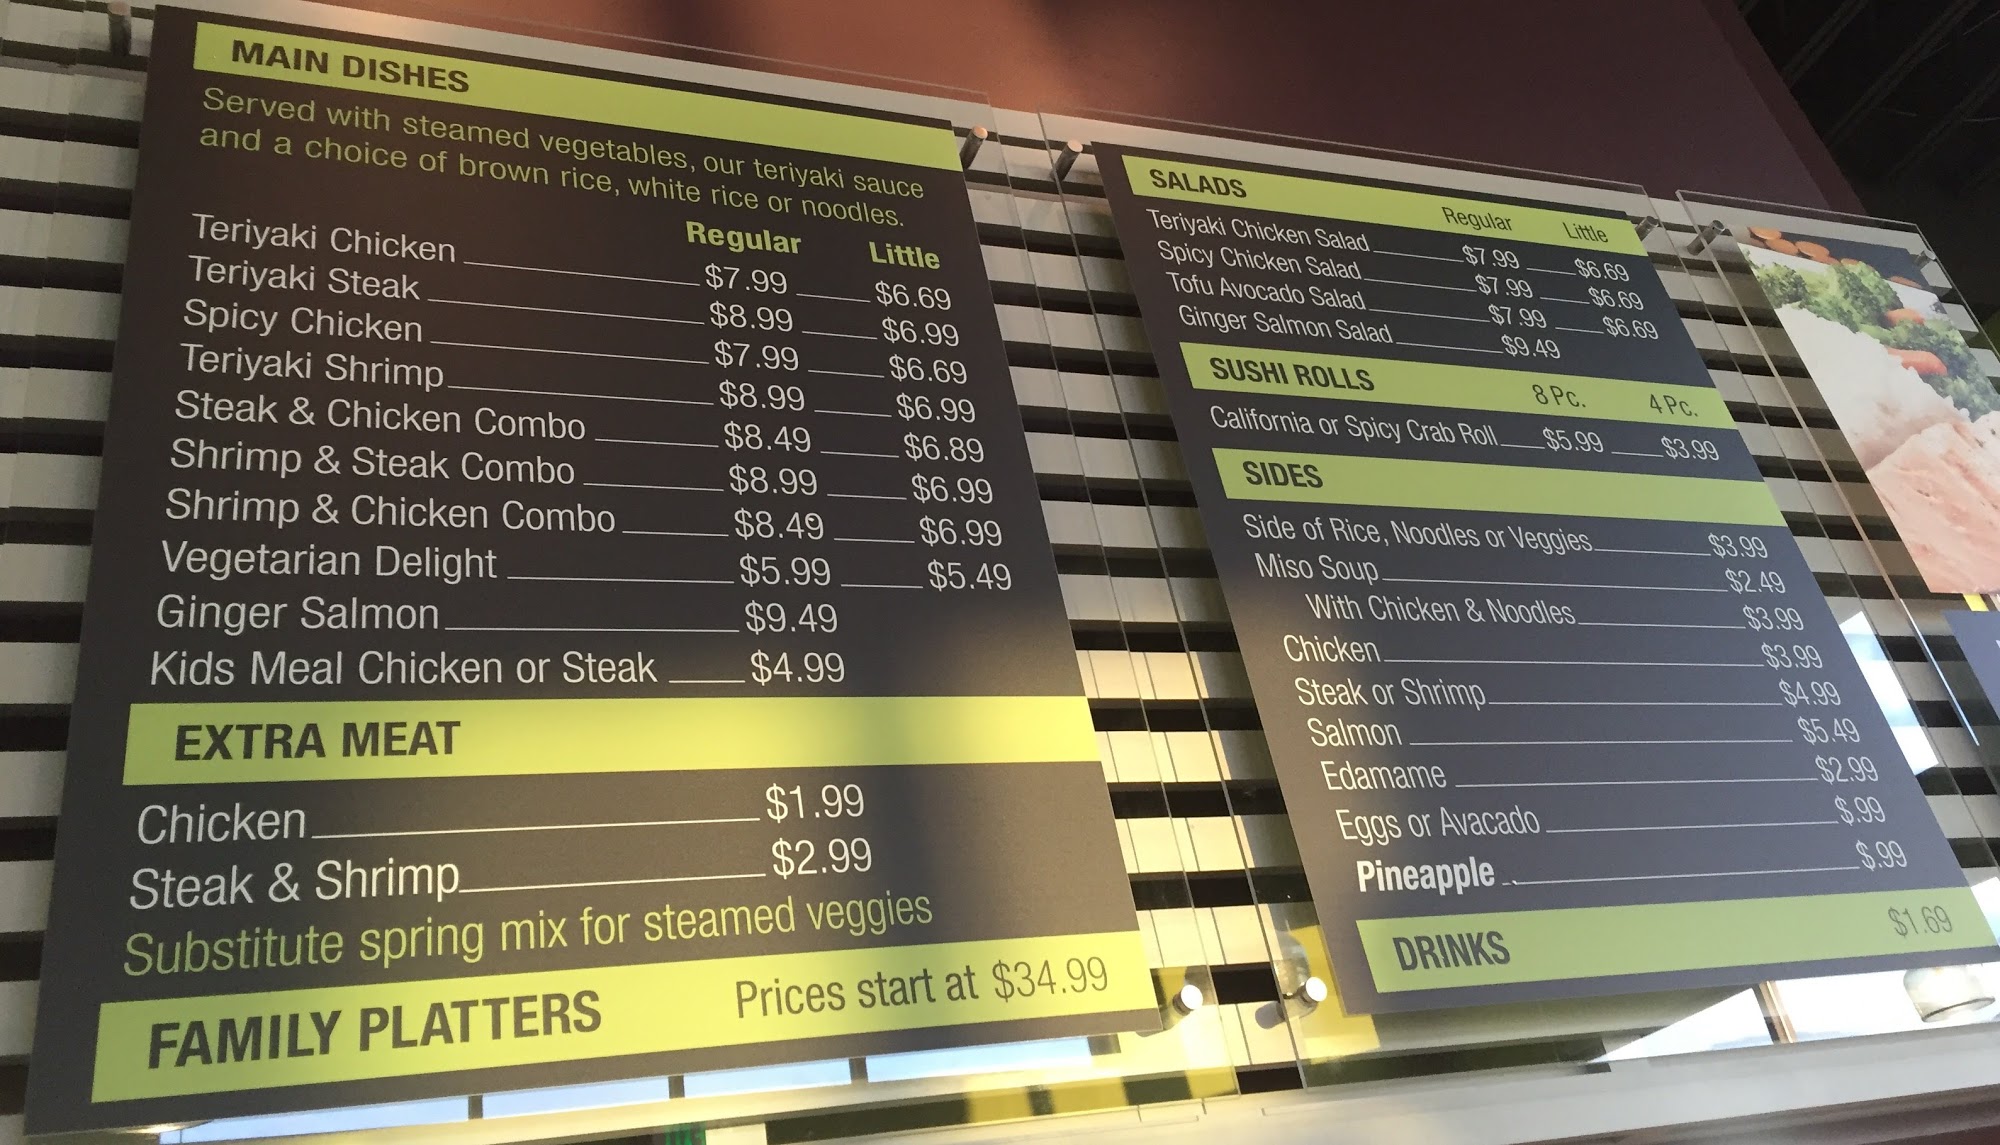 MAIN DISHES
Served with steamed vegetables, our teriyaki sauce
and a choice of brown rice, white rice or noodles.
Regular Little
Teriyaki Chicken $7.99 $6.69
Teriyaki Steak $8.99 $6.99
Spicy Chicken $7.99 $6.69
Teriyaki Shrimp $8.99 $6.99
Steak & Chicken Combo $8.49 $6.89
Shrimp & Steak Combo $8.99 $6.99
Shrimp & Chicken Combo $8.49 $6.99
Vegetarian Delight $5.99 $5.49
Ginger Salmon $9.49
Kids Meal Chicken or Steak $4.99
EXTRA MEAT
Chicken $1.99
Steak & Shrimp $2.99
Substitute spring mix for steamed veggies
FAMILY PLATTERS Prices start at $34.99
SALADS Regular Little
Teriyaki Chicken Salad $7.99 $6.69
Spicy Chicken Salad $7.99 $6.69
Tofu Avocado Salad $7.99 $6.69
Ginger Salmon Salad $9.49
SUSHI ROLLS 8 Pc. 4 Pc.
California or Spicy Crab Roll $5.99 $3.99
SIDES
Side of Rice, Noodles or Veggies $3.99
Miso Soup $2.49
With Chicken & Noodles $3.99
Chicken $3.99
Steak or Shrimp $4.99
Salmon $5.49
Edamame $2.99
Eggs or Avacado $.99
Pineapple $.99
DRINKS $1.69